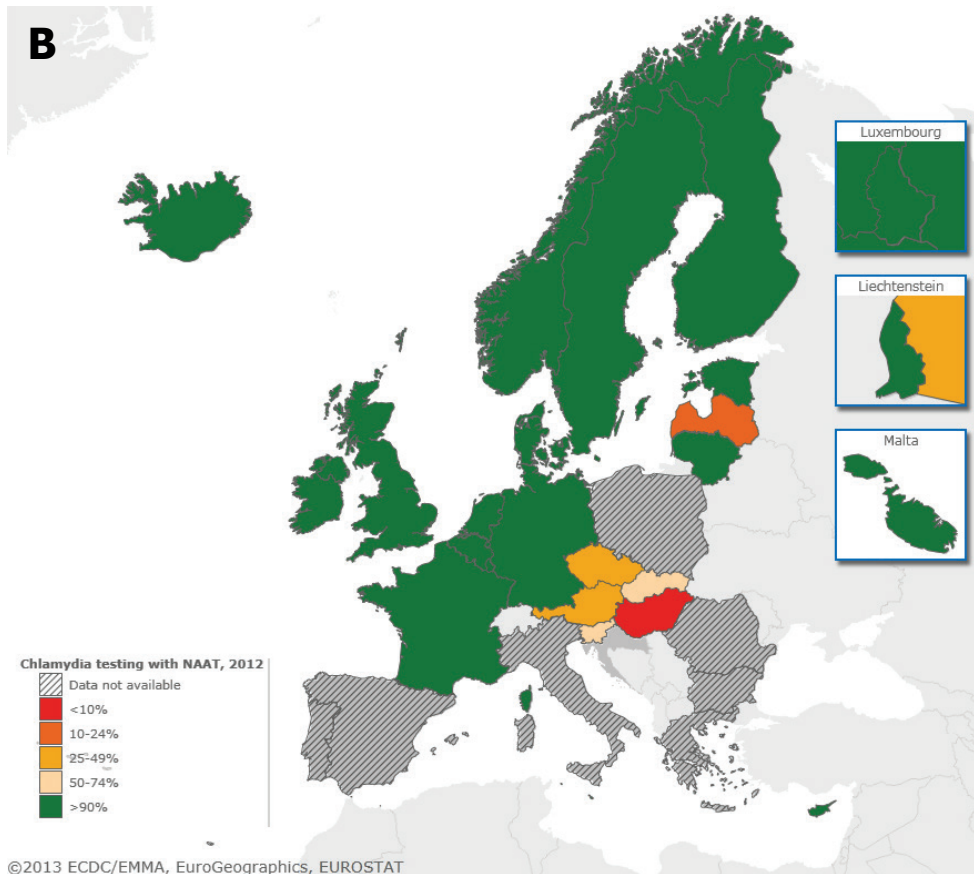 B
Luxembourg
Liechtenstein
Malta
Chlamydia testing with NAAT, 2012
Data not available
<10%
10-24%
25-49%
50-74%
>90%
©2013 ECDC/EMMA, EuroGeographics, EUROSTAT